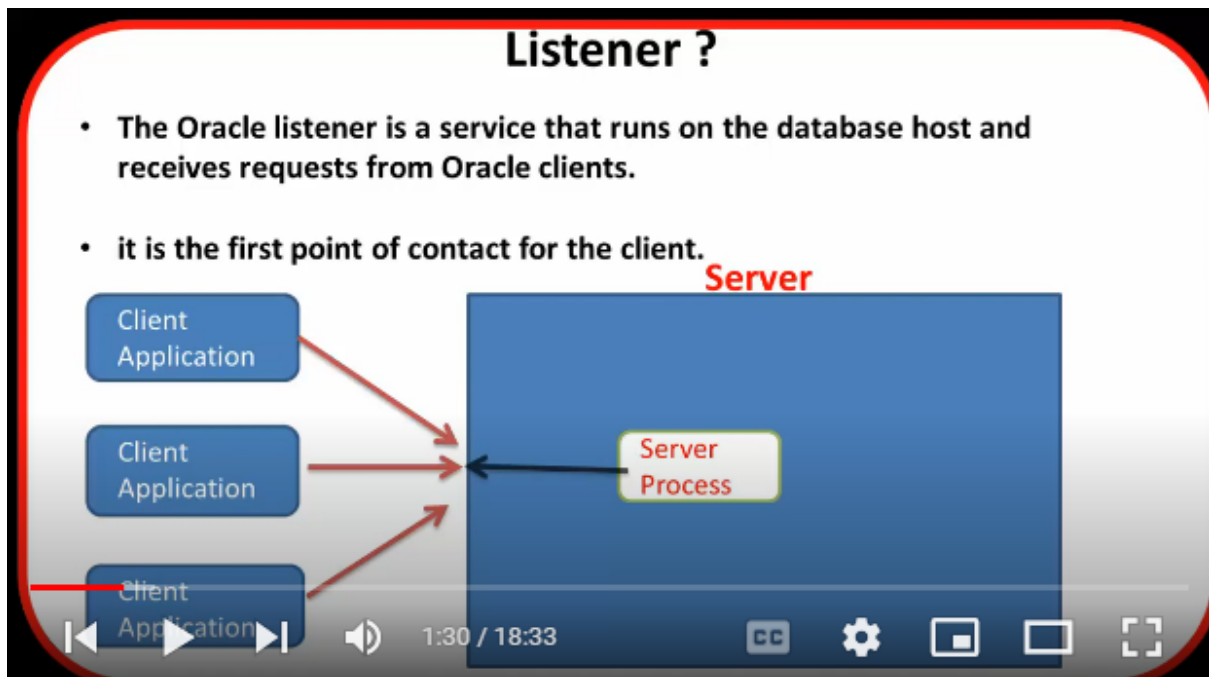 Listener ?
• The Oracle listener is a service that runs on the database host and
receives requests from Oracle clients.
• it is the first point of contact for the client.
Server
Client
Application
Client
Application
Server
Process
Client
Application
1:30 / 18:33
CC